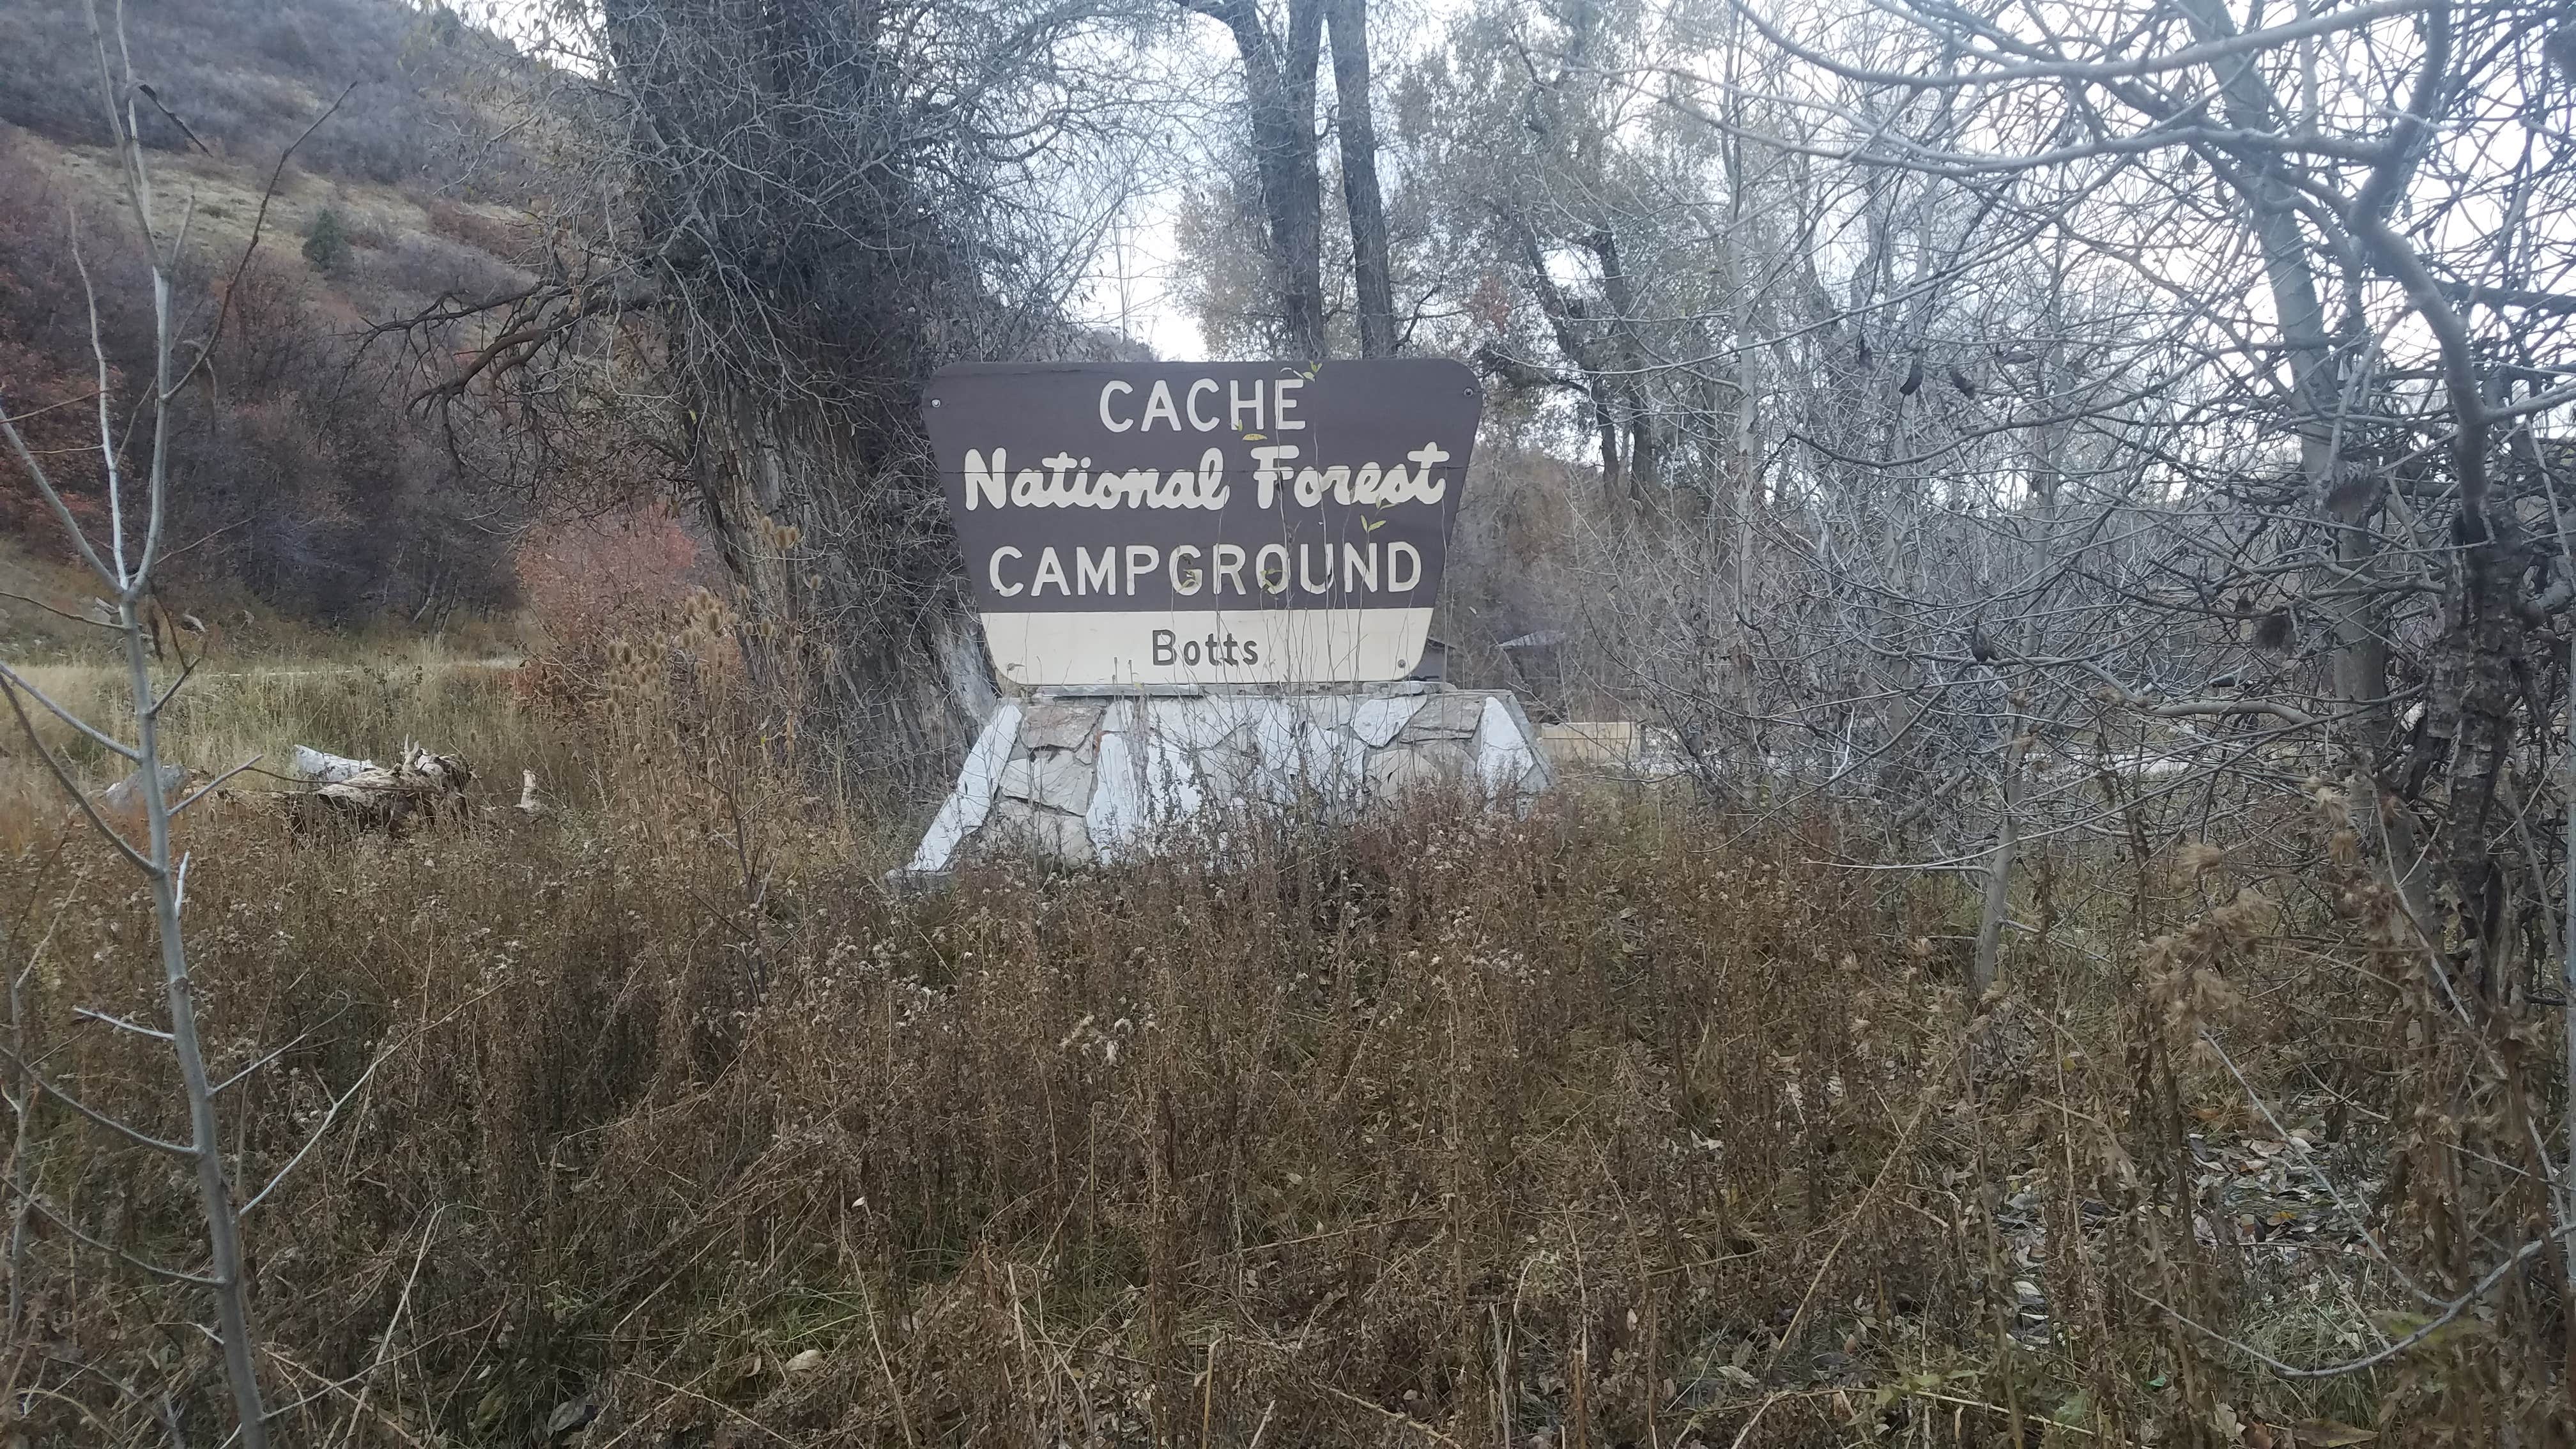 CACHE
National Forest
CAMPGROUND
Botts